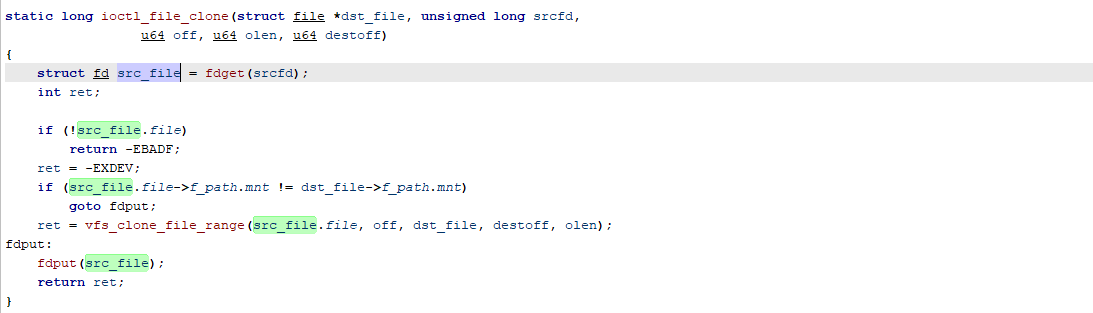 static long ioctl_file_clone(struct file *dst_file, unsigned long srcfd,
                 u64 off, u64 olen, u64 destoff)
{
    struct fd src_file = fdget(srcfd);
    int ret;

    if (!src_file.file)
        return -EBADF;
    ret = -EXDEV;
    if (src_file.file->f_path.mnt != dst_file->f_path.mnt)
        goto fdput;
    ret = vfs_clone_file_range(src_file.file, off, dst_file, destoff, olen);
fdput:
    fdput(src_file);
    return ret;
}